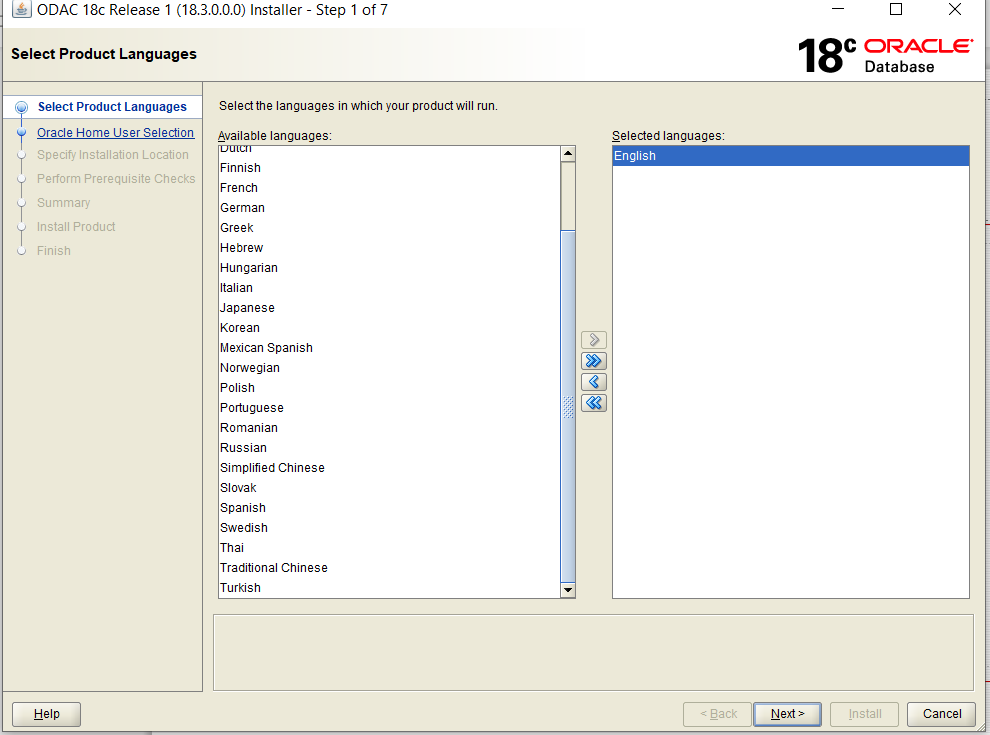 ODAC 18c Release 1 (18.3.0.0.0) Installer - Step 1 of 7
Select Product Languages
18c ORACLE
Database
Select Product Languages
Oracle Home User Selection
Specify Installation Location
Perform Prerequisite Checks
Summary
Install Product
Finish
Select the languages in which your product will run.
Available languages:
Dutch
Finnish
French
German
Greek
Hebrew
Hungarian
Italian
Japanese
Korean
Mexican Spanish
Norwegian
Polish
Portuguese
Romanian
Russian
Simplified Chinese
Slovak
Spanish
Swedish
Thai
Traditional Chinese
Turkish
Selected languages:
English
Help
< Back
Next >
Install
Cancel